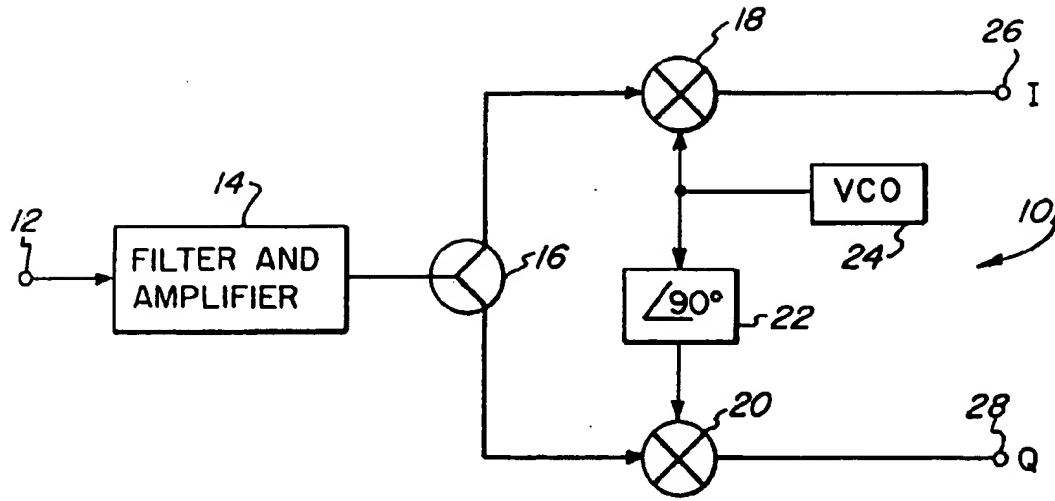 18
26
I
14
VCO
12
10
FILTER AND
AMPLIFIER
16
24
∠90°
22
20
28
Q